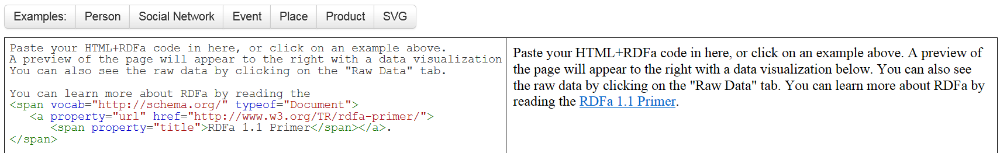 Examples: Person Social Network Event Place Product SVG
Paste your HTML+RDFa code in here, or click on an example above.
A preview of the page will appear to the right with a data visualization
You can also see the raw data by clicking on the "Raw Data" tab.

You can learn more about RDFa by reading the
<span vocab="http://schema.org/" typeof="Document">
   <a property="url" href="http://www.w3.org/TR/rdfa-primer/">
      <span property="title">RDFa 1.1 Primer</span></a>.
</span>
Paste your HTML+RDFa code in here, or click on an example above. A preview of
the page will appear to the right with a data visualization below. You can also see
the raw data by clicking on the "Raw Data" tab. You can learn more about RDFa by
reading the RDFa 1.1 Primer.